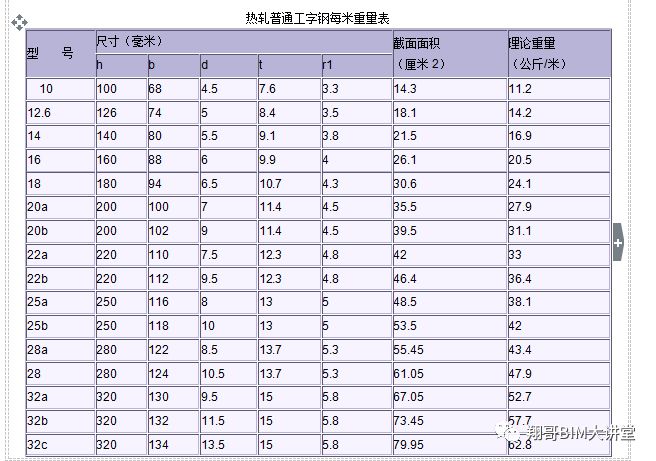 热轧普通工字钢每米重量表
型 号 尺寸（毫米） 截面面积（厘米2） 理论重量（公斤/米）
h b d t r1
10 100 68 4.5 7.6 3.3 14.3 11.2
12.6 126 74 5 8.4 3.5 18.1 14.2
14 140 80 5.5 9.1 3.8 21.5 16.9
16 160 88 6 9.9 4 26.1 20.5
18 180 94 6.5 10.7 4.3 30.6 24.1
20a 200 100 7 11.4 4.5 35.5 27.9
20b 200 102 9 11.4 4.5 39.5 31.1
22a 220 110 7.5 12.3 4.8 42 33
22b 220 112 9.5 12.3 4.8 46.4 36.4
25a 250 116 8 13 5 48.5 38.1
25b 250 118 10 13 5 53.5 42
28a 280 122 8.5 13.7 5.3 55.45 43.4
28 280 124 10.5 13.7 5.3 61.05 47.9
32a 320 130 9.5 15 5.8 67.05 52.7
32b 320 132 11.5 15 5.8 73.45 57.7
32c 320 134 13.5 15 5.8 79.95 62.8
翔哥BIM大讲堂